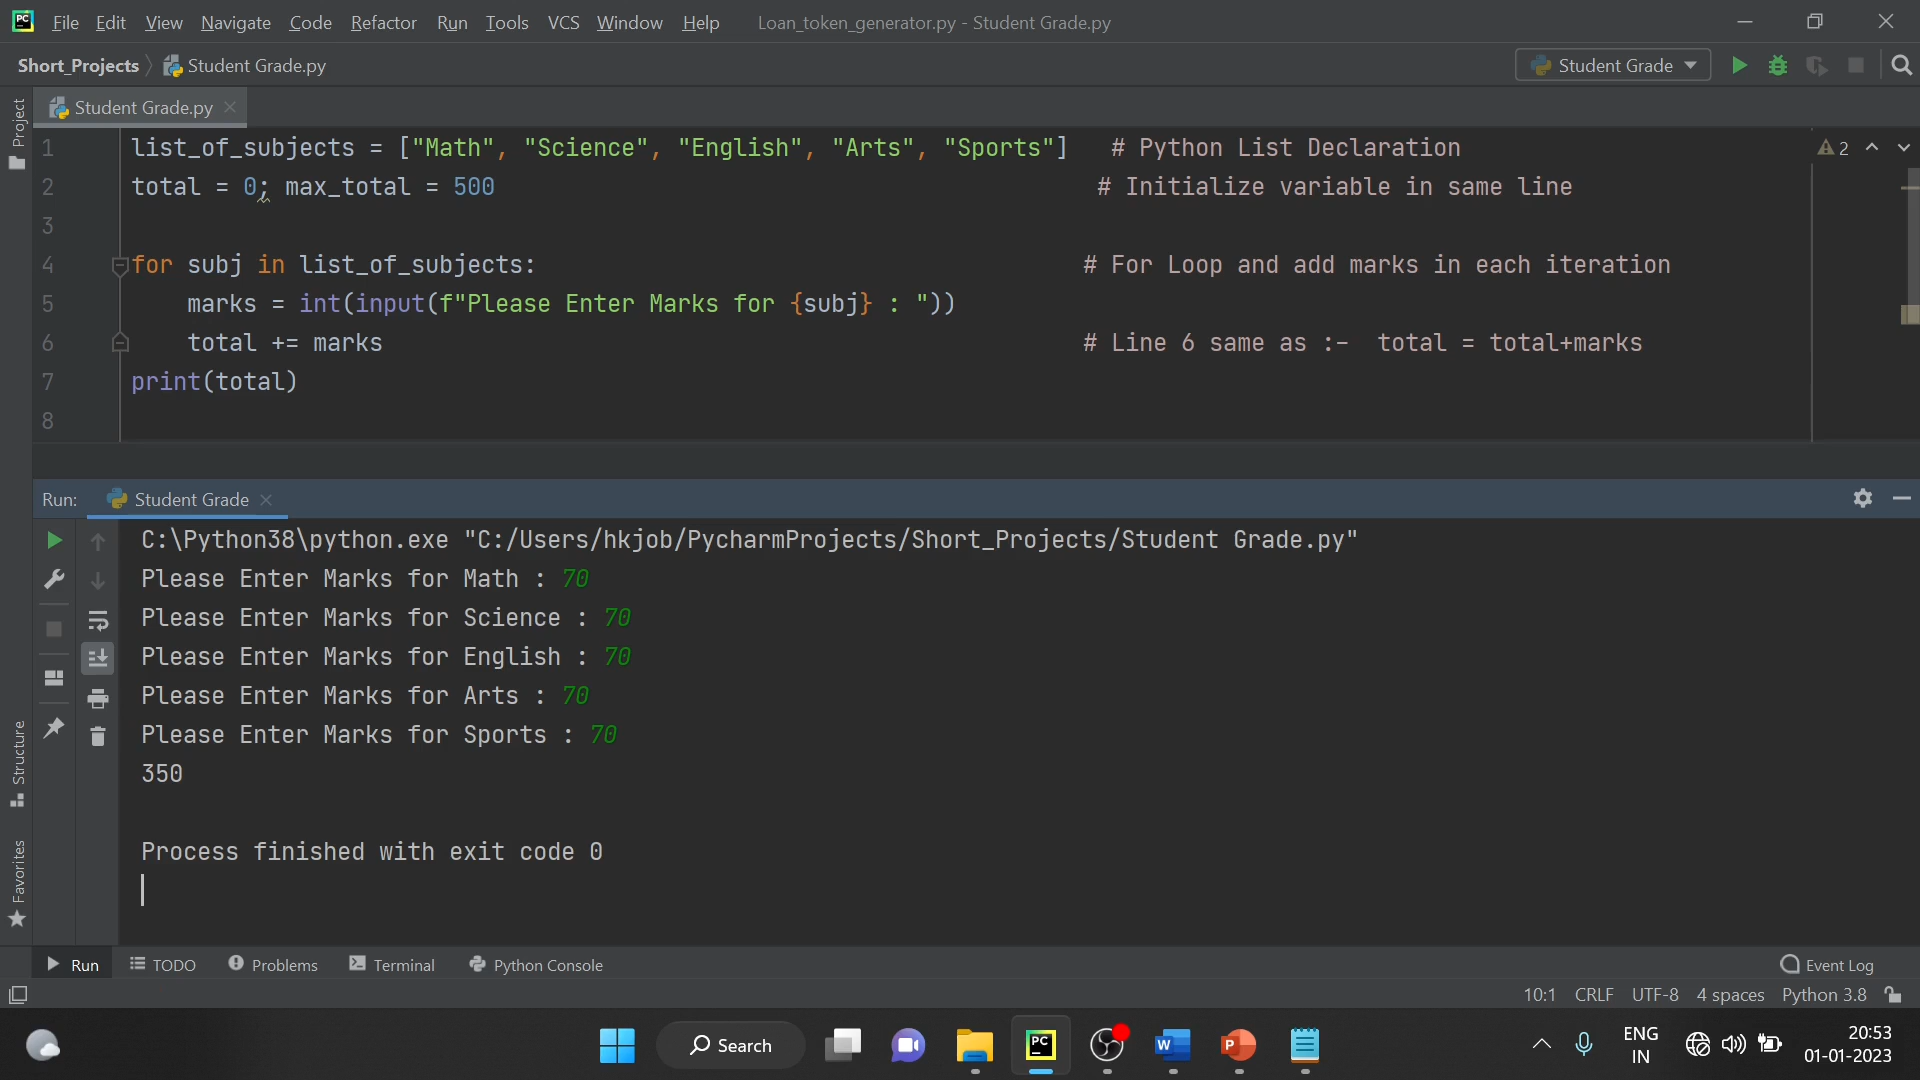 PC File Edit View Navigate Code Refactor Run Tools VCS Window Help Loan_token_generator.py - Student Grade.py
Short_Projects Student Grade.py Student Grade
Project
Student Grade.py
1 list_of_subjects = ["Math", "Science", "English", "Arts", "Sports"] # Python List Declaration 2
2 total = 0; max_total = 500 # Initialize variable in same line
3
4 for subj in list_of_subjects: # For Loop and add marks in each iteration
5 marks = int(input(f"Please Enter Marks for {subj} : "))
6 total += marks # Line 6 same as :- total = total+marks
7 print(total)
8
Run: Student Grade
C:\Python38\python.exe "C:/Users/hkjob/PycharmProjects/Short_Projects/Student Grade.py"
Please Enter Marks for Math : 70
Please Enter Marks for Science : 70
Please Enter Marks for English : 70
Please Enter Marks for Arts : 70
Please Enter Marks for Sports : 70
350
Process finished with exit code 0
Structure
Favorites
Run TODO Problems Terminal Python Console Event Log
10:1 CRLF UTF-8 4 spaces Python 3.8
Search PC W P ENG 20:53
IN 01-01-2023